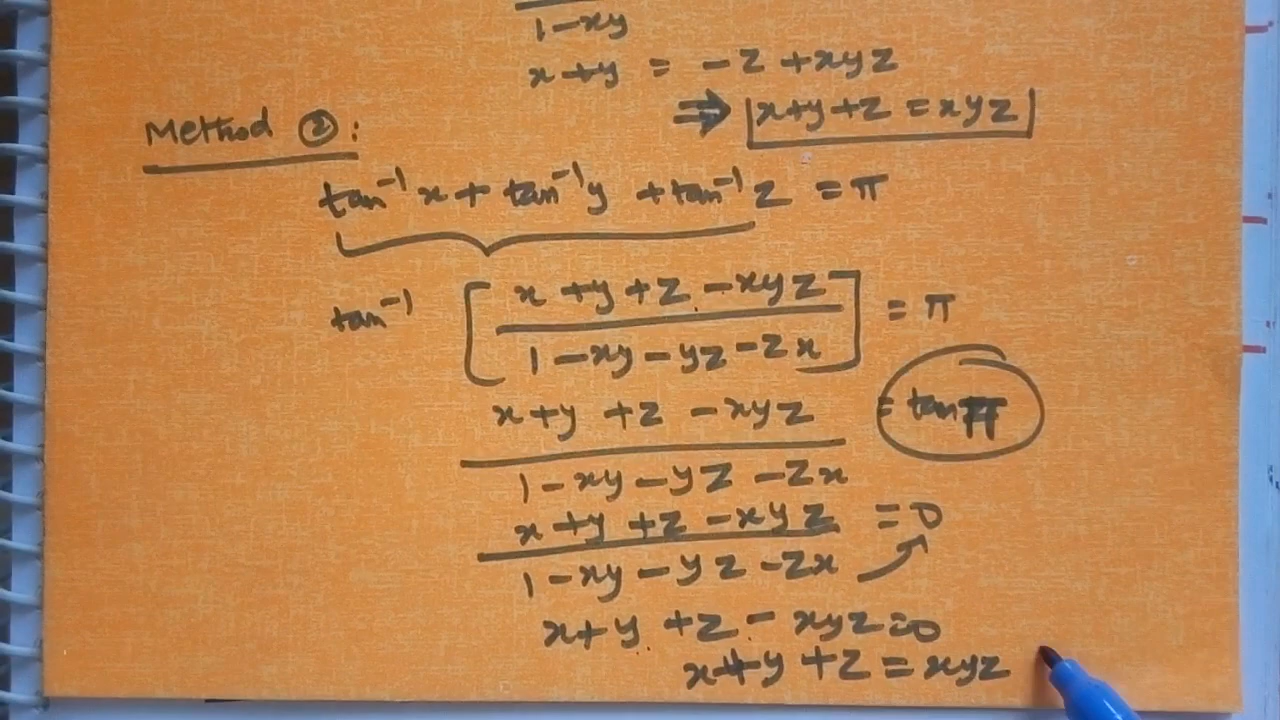 1-xy
x+y = -z +xyz
⇒ x+y+z = xyz
Method ②:
tan⁻¹x + tan⁻¹y + tan⁻¹z = π
tan⁻¹ [ x+y+z-xyz / 1-xy-yz-zx ] = π
x+y+z-xyz / 1-xy-yz-zx = tan π
x+y+z-xyz / 1-xy-yz-zx = 0
x+y+z-xyz=0
x+y+z=xyz